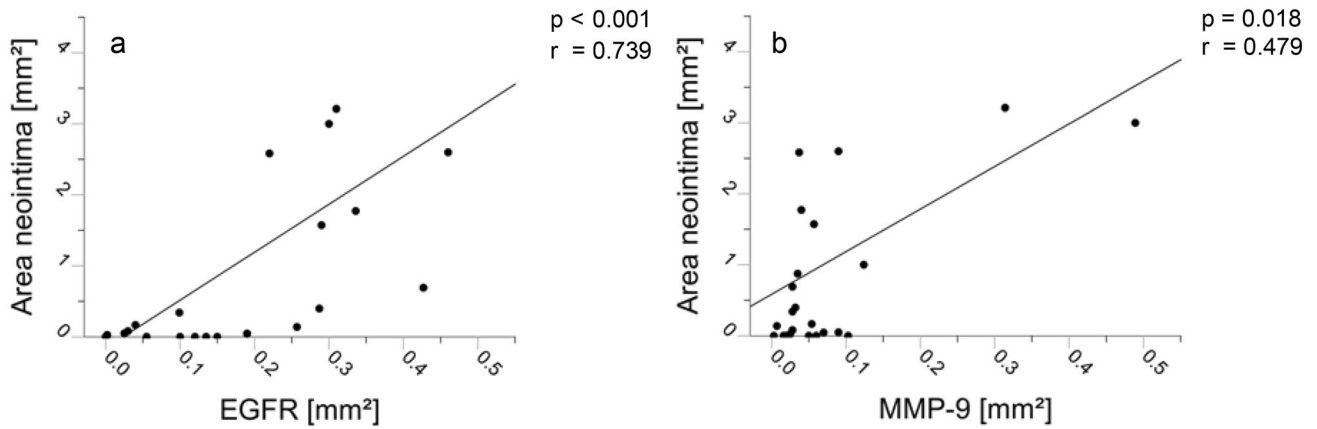 a
p < 0.001
r = 0.739
Area neointima [mm²]
4
3
2
1
0
0.0 0.1 0.2 0.3 0.4 0.5
EGFR [mm²]
b
p = 0.018
r = 0.479
Area neointima [mm²]
4
3
2
1
0
0.0 0.1 0.2 0.3 0.4 0.5
MMP-9 [mm²]